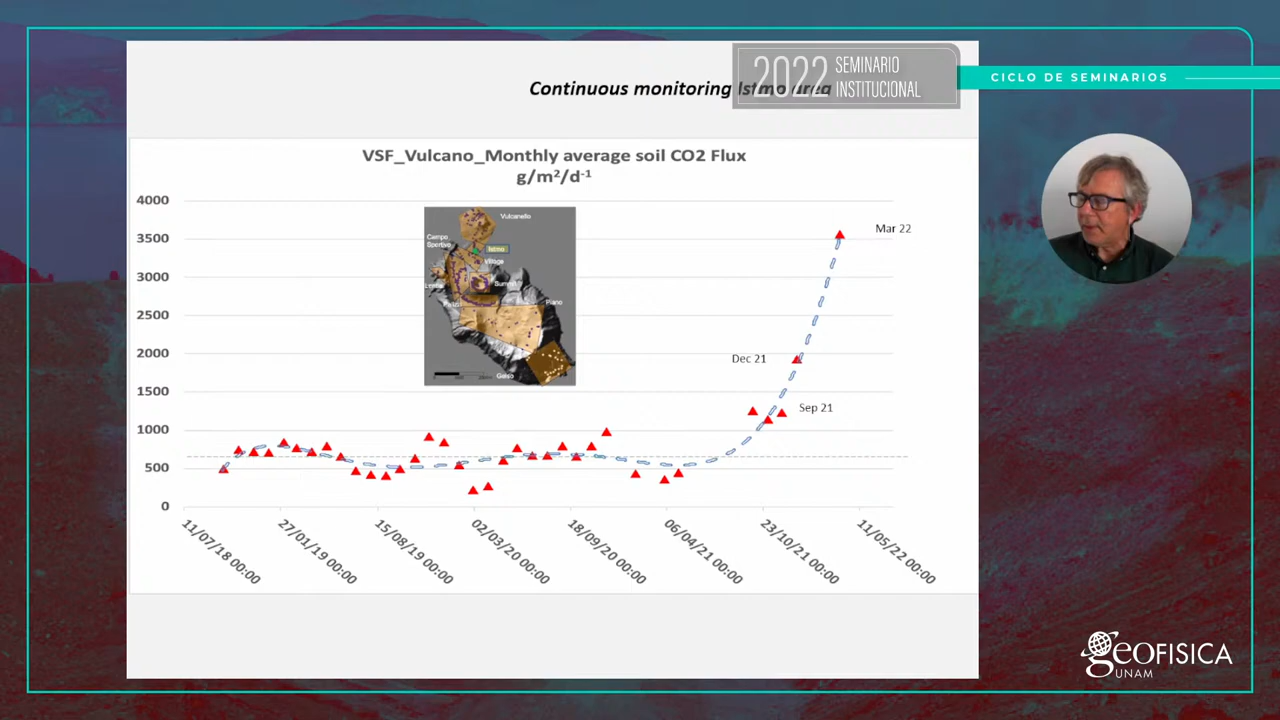 Continuous monitoring Istmo area
2022 SEMINARIO
INSTITUCIONAL
CICLO DE SEMINARIOS
VSF_Vulcano_Monthly average soil CO2 Flux
g/m²/d⁻¹
4000
3500
3000
2500
2000
1500
1000
500
0
Vulcanello
Campo
Sportivo
Istmo
Village
Summit
Piano
Gelso
Mar 22
Dec 21
Sep 21
11/07/18 00:00
27/01/19 00:00
15/08/19 00:00
02/03/20 00:00
18/09/20 00:00
06/04/21 00:00
23/10/21 00:00
11/05/22 00:00
GEOFISICA
UNAM